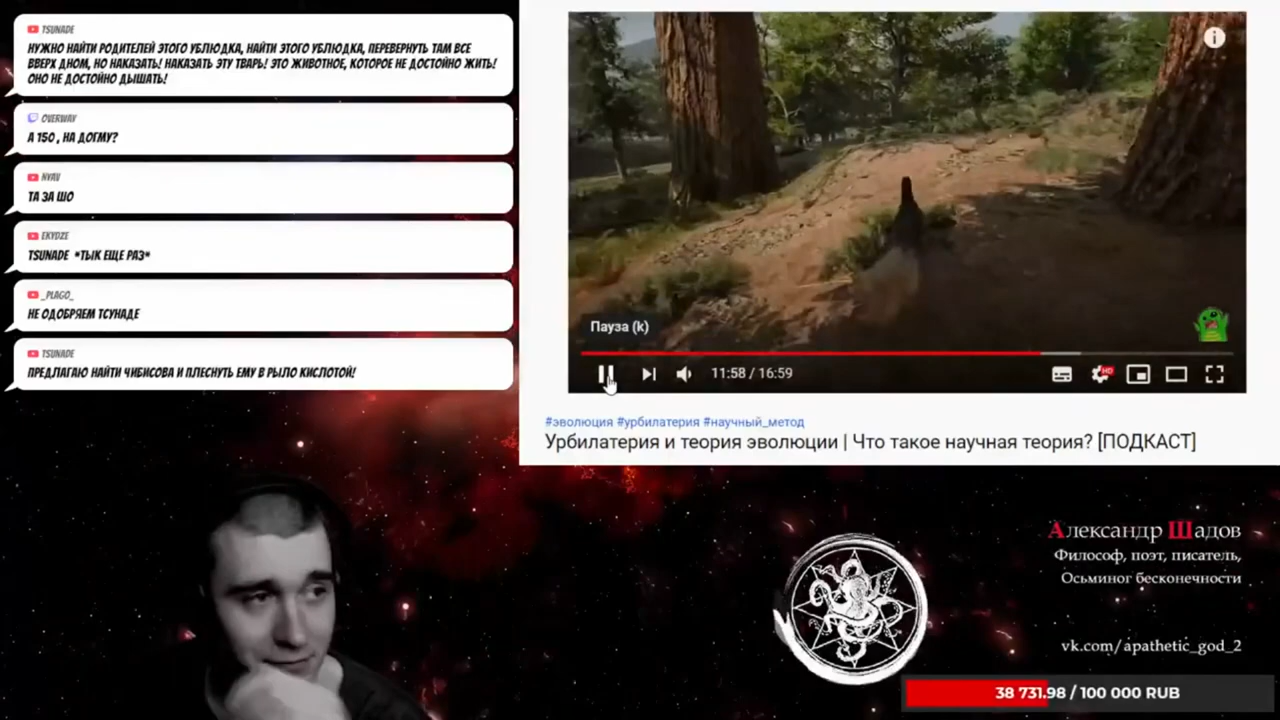 TSUNADE
НУЖНО НАЙТИ РОДИТЕЛЕЙ ЭТОГО УБЛЮДКА, НАЙТИ ЭТОГО УБЛЮДКА, ПЕРЕВЕРНУТЬ ТАМ ВСЕ
ВВЕРХ ДНОМ, НО НАКАЗАТЬ! НАКАЗАТЬ ЭТУ ТВАРЬ! ЭТО ЖИВОТНОЕ, КОТОРОЕ НЕ ДОСТОЙНО ЖИТЬ!
ОНО НЕ ДОСТОЙНО ДЫШАТЬ!
OVERWAY
А 150 , НА ДОГМУ?
NYAV
ТА ЗА ШО
EKYDZE
TSUNADE *ТЫК ЕЩЕ РАЗ*
_PLAGO_
НЕ ОДОБРЯЕМ ТСУНАДЕ
TSUNADE
ПРЕДЛАГАЮ НАЙТИ ЧИБИСОВА И ПЛЕСНУТЬ ЕМУ В РЫЛО КИСЛОТОЙ!
Пауза (k)
11:58 / 16:59
HD
#эволюция #урбилатерия #научный_метод
Урбилатерия и теория эволюции | Что такое научная теория? [ПОДКАСТ]
Александр Шадов
Философ, поэт, писатель,
Осьминог бесконечности
vk.com/apathetic_god_2
38 731.98 / 100 000 RUB